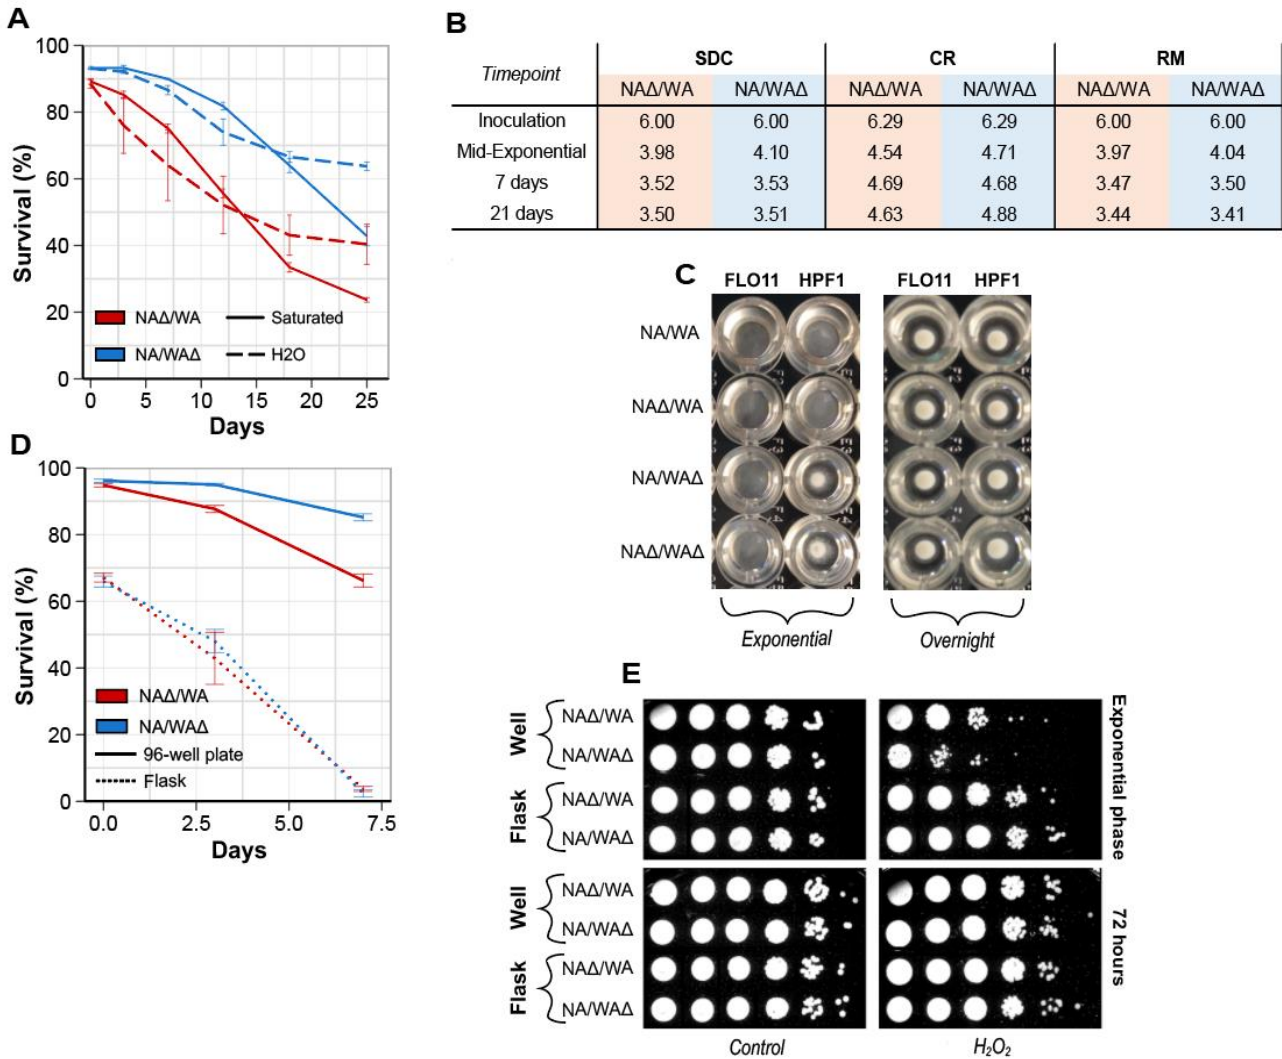 A
100
80
60
40
20
0
Survival (%)
NAΔ/WA
Saturated
NA/WAΔ
H2O
0 5 10 15 20 25
Days
B
Timepoint
SDC CR RM
NAΔ/WA NA/WAΔ NAΔ/WA NA/WAΔ NAΔ/WA NA/WAΔ
Inoculation 6.00 6.00 6.29 6.29 6.00 6.00
Mid-Exponential 3.98 4.10 4.54 4.71 3.97 4.04
7 days 3.52 3.53 4.69 4.68 3.47 3.50
21 days 3.50 3.51 4.63 4.88 3.44 3.41
C
FLO11 HPF1 FLO11 HPF1
NA/WA
NAΔ/WA
NA/WAΔ
NAΔ/WAΔ
Exponential Overnight
D
100
80
60
40
20
0
Survival (%)
NAΔ/WA
NA/WAΔ
96-well plate
Flask
0.0 2.5 5.0 7.5
Days
E
Well
NAΔ/WA
NA/WAΔ
Flask
NAΔ/WA
NA/WAΔ
Exponential phase
Well
NAΔ/WA
NA/WAΔ
Flask
NAΔ/WA
NA/WAΔ
72 hours
Control H₂O₂